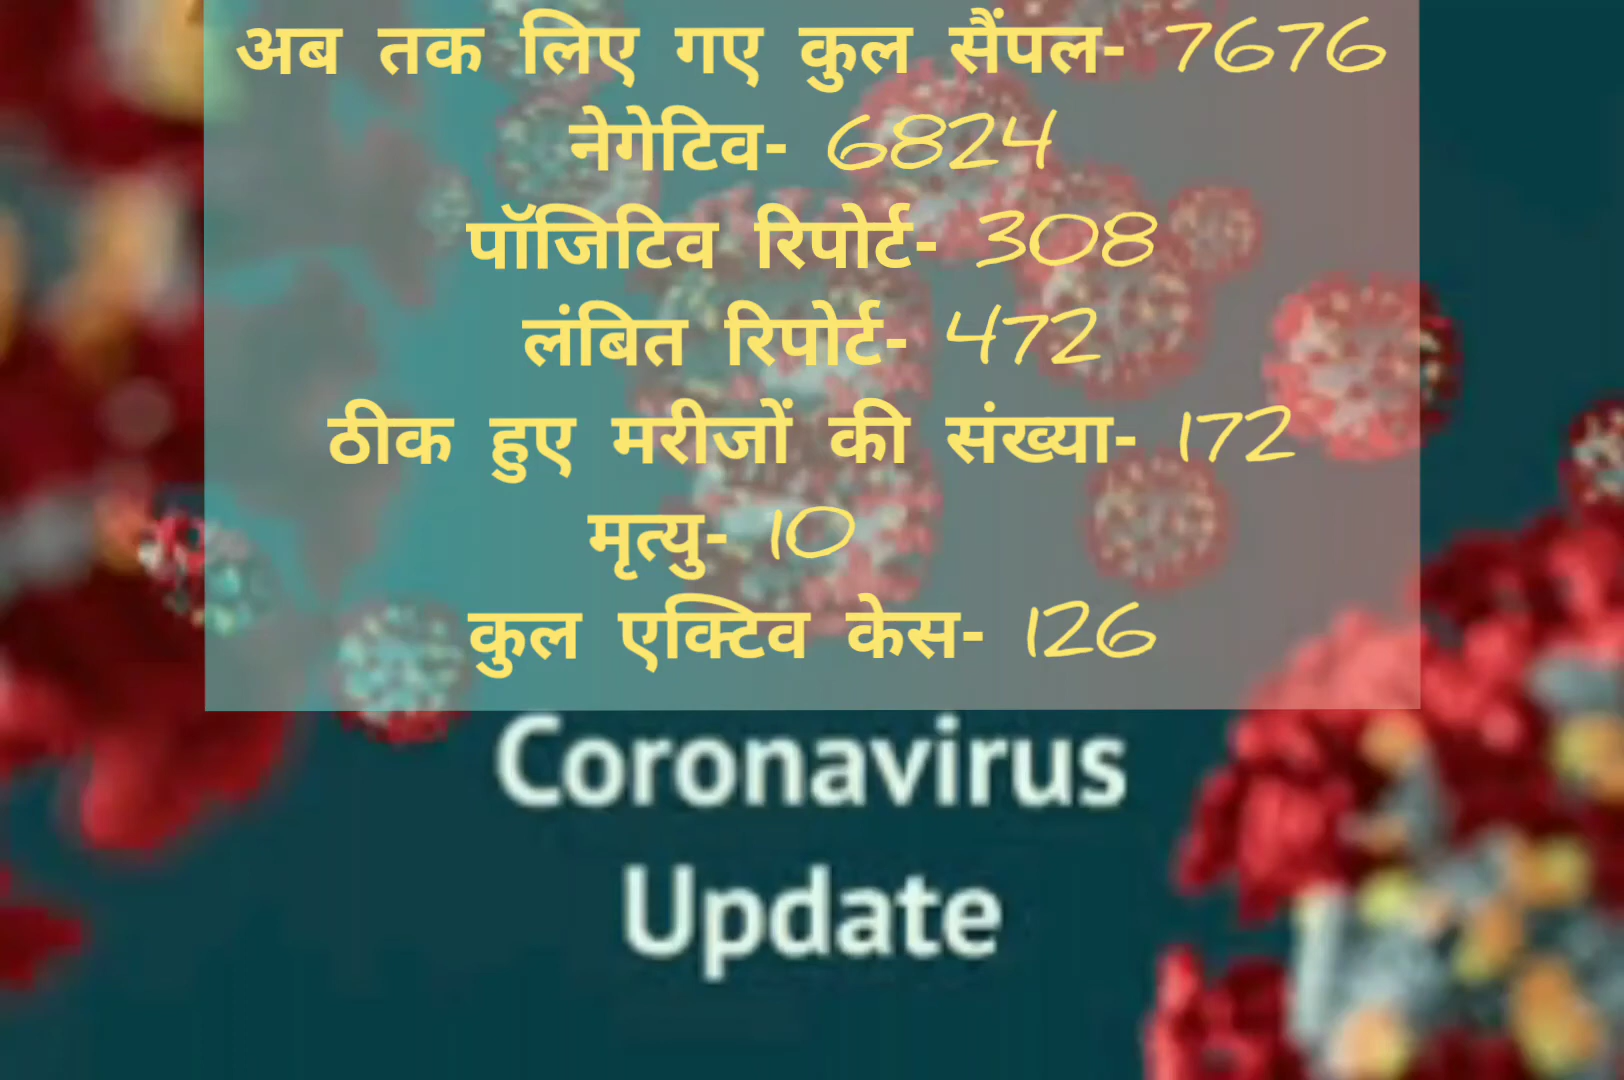 अब तक लिए गए कुल सैंपल- 7676
नेगेटिव- 6824
पॉजिटिव रिपोर्ट- 308
लंबित रिपोर्ट- 472
ठीक हुए मरीजों की संख्या- 172
मृत्यु- 10
कुल एक्टिव केस- 126
Coronavirus
Update